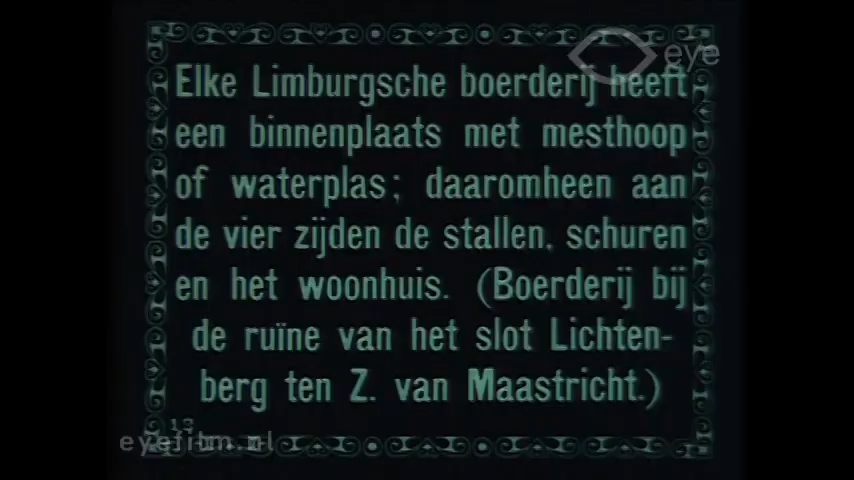 eye
Elke Limburgsche boerderij heeft
een binnenplaats met mesthoop
of waterplas; daaromheen aan
de vier zijden de stallen, schuren
en het woonhuis. (Boerderij bij
de ruïne van het slot Lichten-
berg ten Z. van Maastricht.)
13
eyefilm.nl